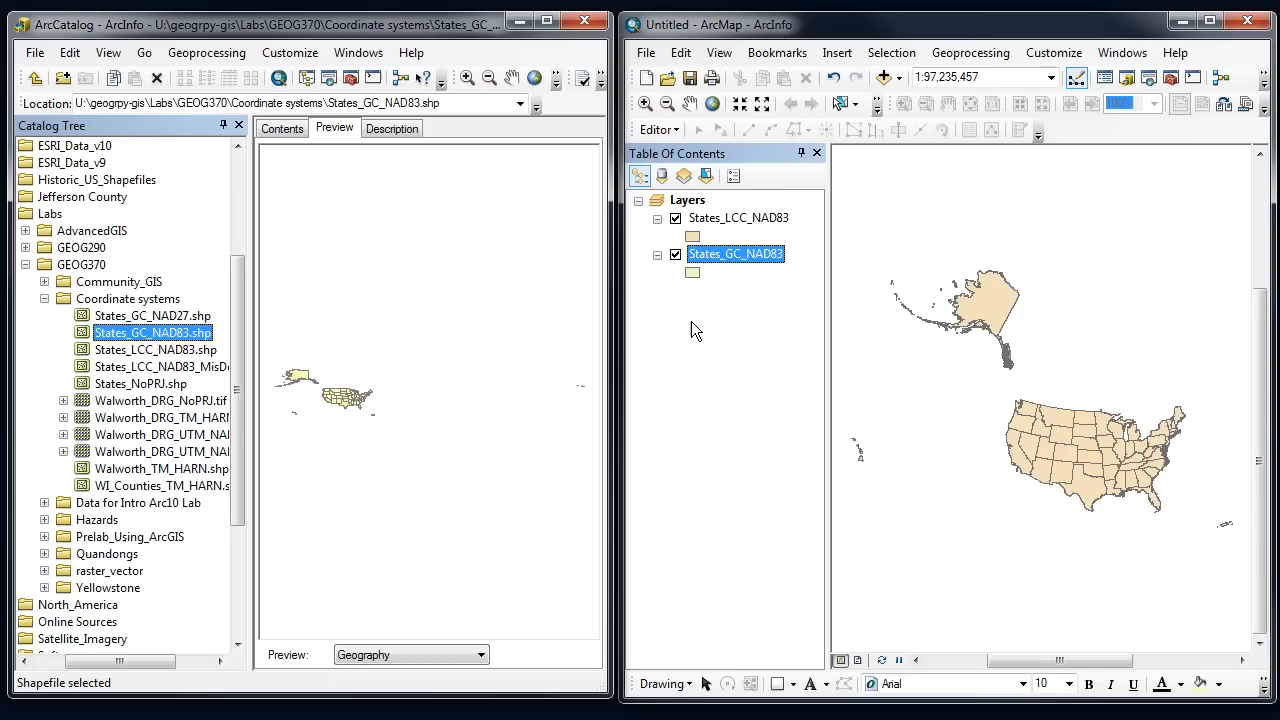 ArcCatalog - ArcInfo - U:\geogrpy-gis\Labs\GEOG370\Coordinate systems\States_GC_...
File Edit View Go Geoprocessing Customize Windows Help
Location: U:\geogrpy-gis\Labs\GEOG370\Coordinate systems\States_GC_NAD83.shp
Catalog Tree
ESRI_Data_v10
ESRI_Data_v9
Historic_US_Shapefiles
Jefferson County
Labs
AdvancedGIS
GEOG290
GEOG370
Community_GIS
Coordinate systems
States_GC_NAD27.shp
States_GC_NAD83.shp
States_LCC_NAD83.shp
States_LCC_NAD83_MisD
States_NoPRJ.shp
Walworth_DRG_NoPRJ.tif
Walworth_DRG_TM_HARN
Walworth_DRG_UTM_NA
Walworth_DRG_UTM_NA
Walworth_TM_HARN.shp
WI_Counties_TM_HARN.s
Data for Intro Arc10 Lab
Hazards
Prelab_Using_ArcGIS
Quandongs
raster_vector
Yellowstone
North_America
Online Sources
Satellite_Imagery
Contents Preview Description
Preview: Geography
Shapefile selected
Untitled - ArcMap - ArcInfo
File Edit View Bookmarks Insert Selection Geoprocessing Customize Windows Help
1:97,235,457
100%
Editor
Table Of Contents
Layers
States_LCC_NAD83
States_GC_NAD83
Drawing A Arial 10 B I U A